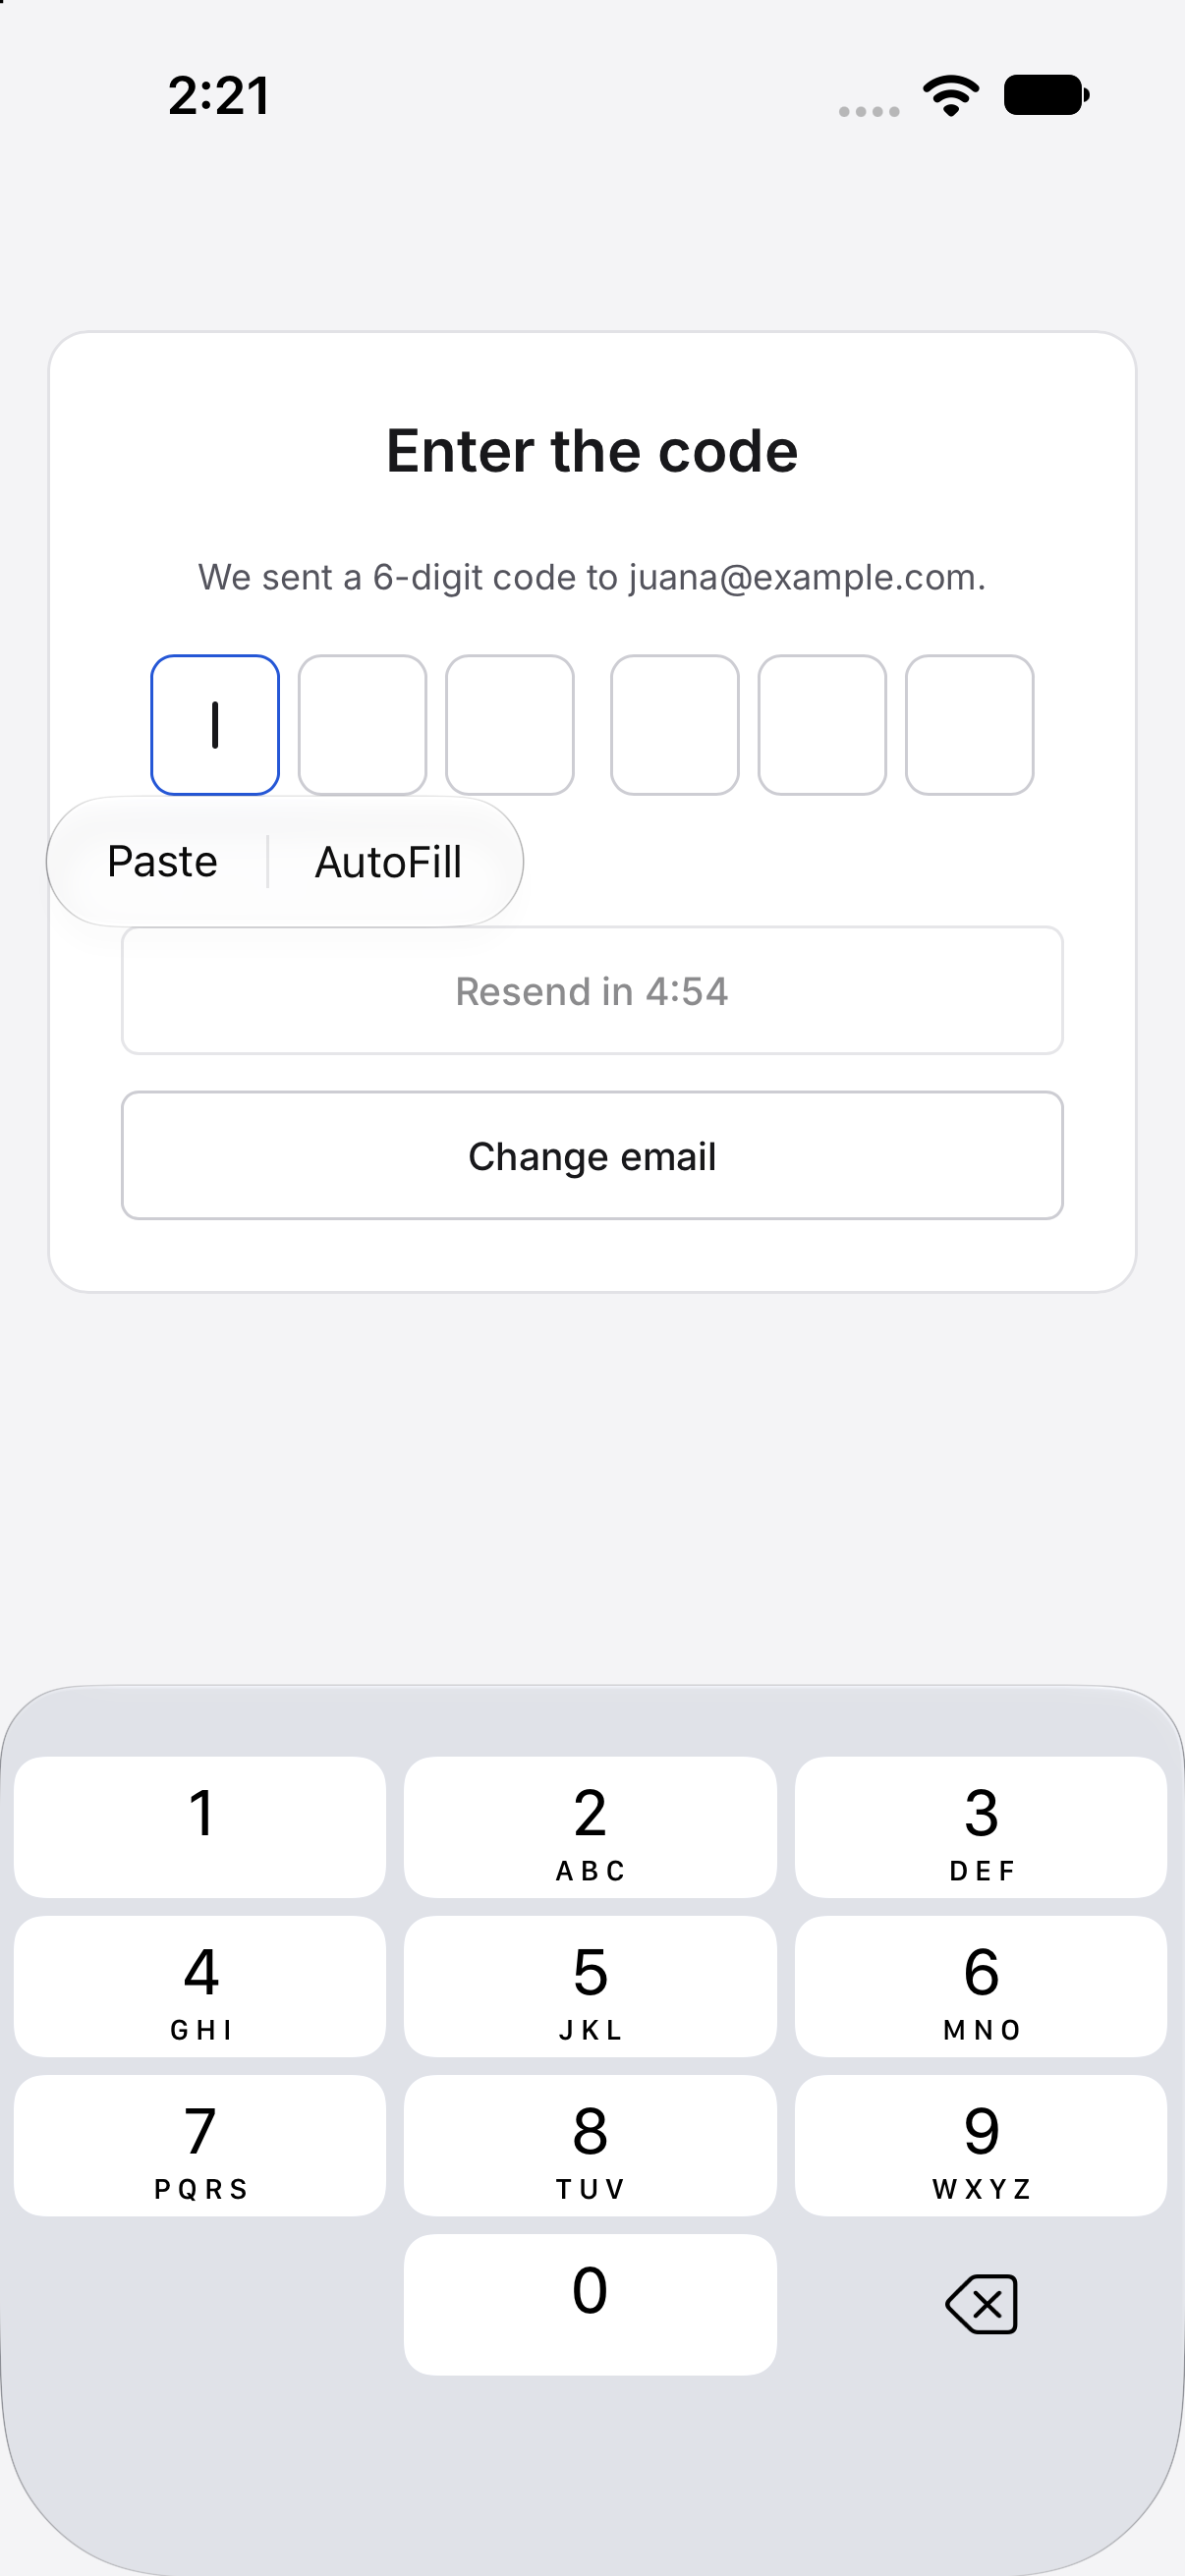 2:21
Enter the code
We sent a 6-digit code to juana@example.com.
Paste
AutoFill
Resend in 4:54
Change email
1
2
ABC
3
DEF
4
GHI
5
JKL
6
MNO
7
PQRS
8
TUV
9
WXYZ
0